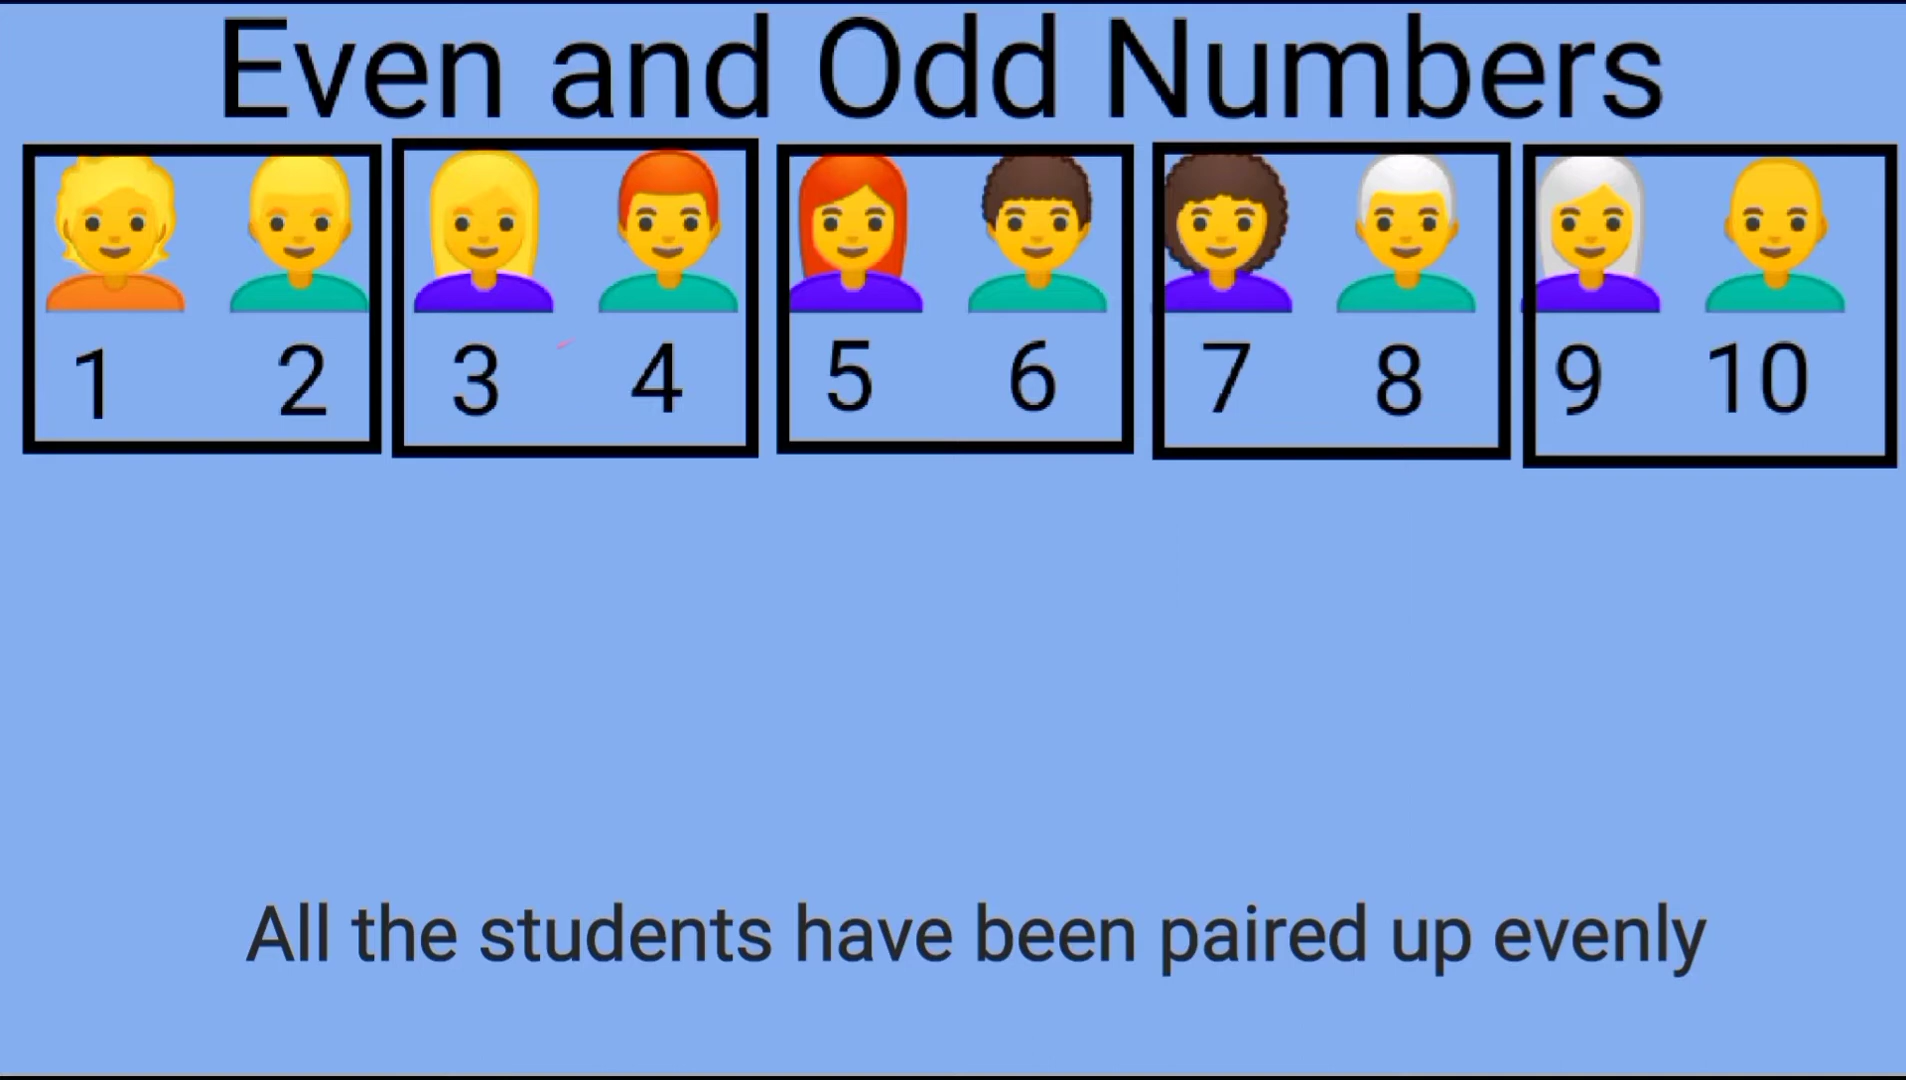 Even and Odd Numbers
1 2 3 4 5 6 7 8 9 10
All the students have been paired up evenly